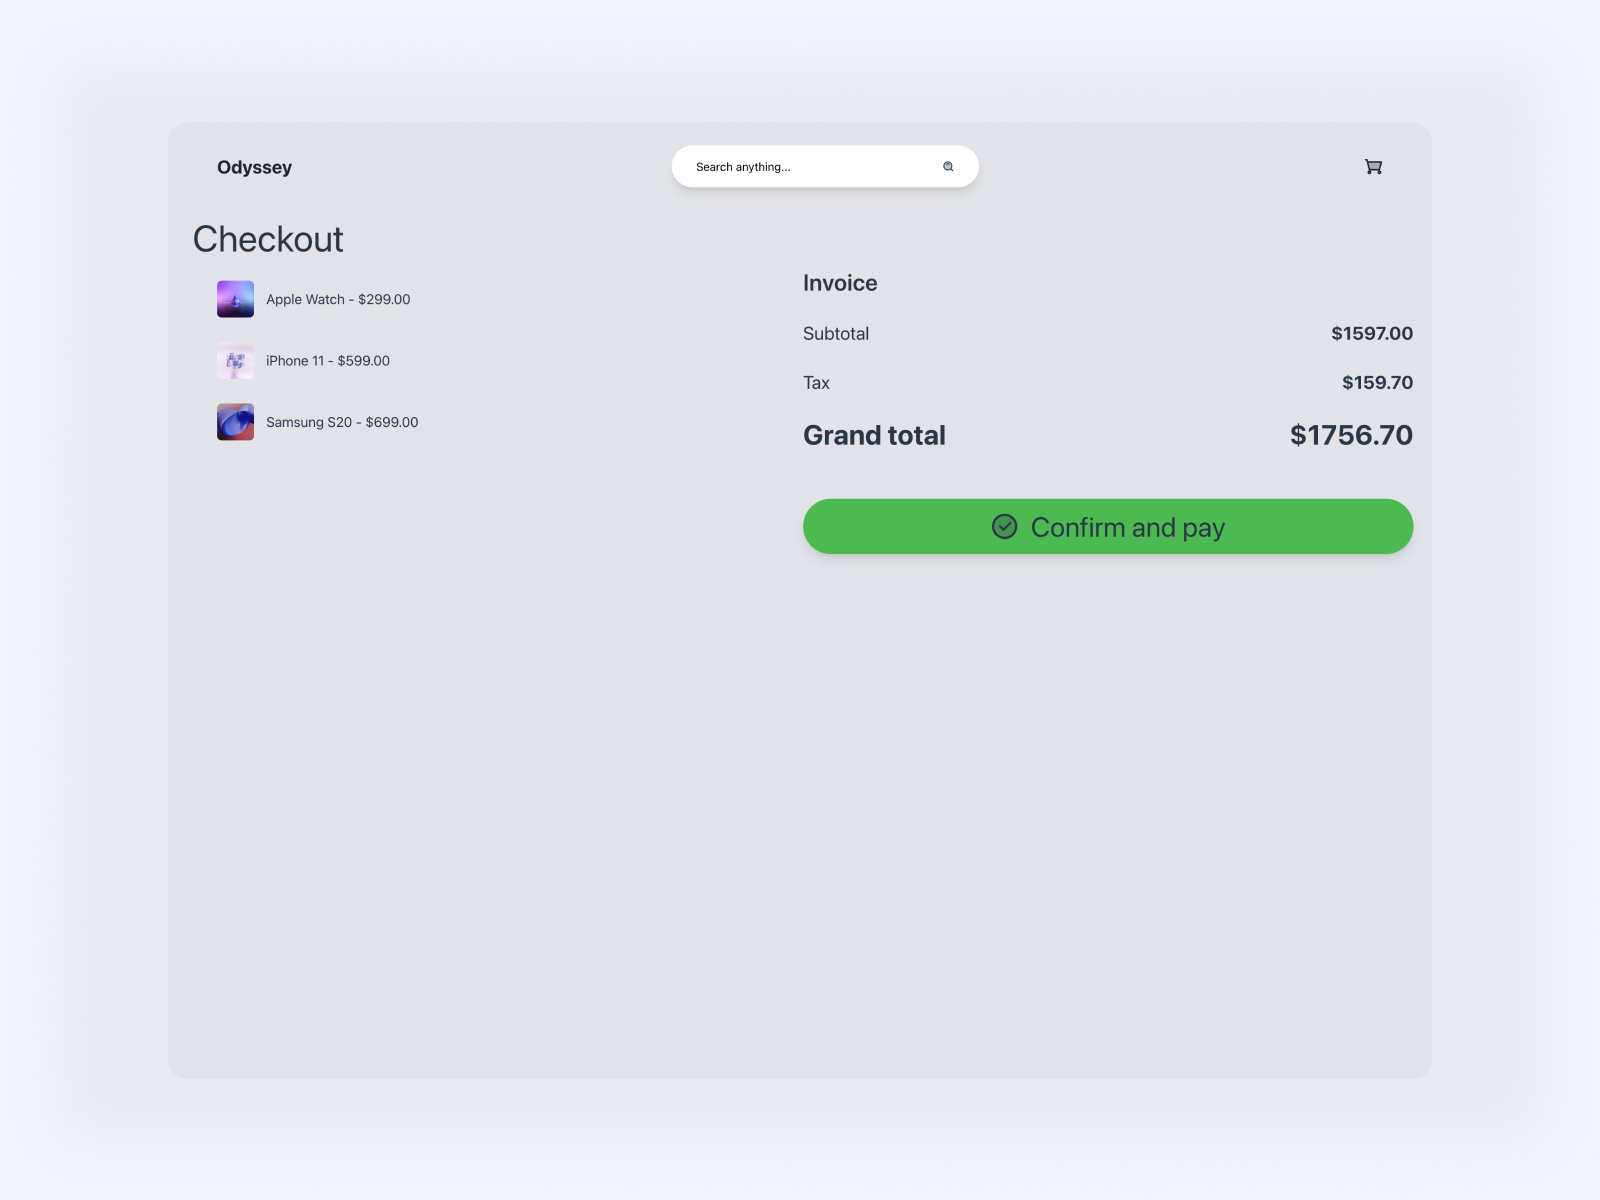 Odyssey
Search anything...
Checkout
Apple Watch - $299.00
iPhone 11 - $599.00
Samsung S20 - $699.00
Invoice
Subtotal $1597.00
Tax $159.70
Grand total $1756.70
Confirm and pay